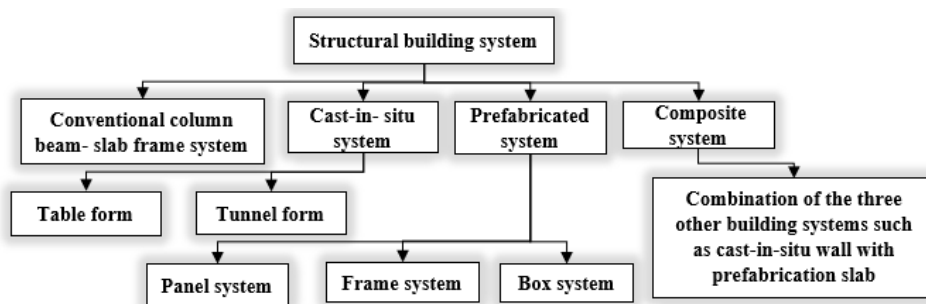 Structural building system
Conventional column
beam- slab frame system
Cast-in- situ
system
Prefabricated
system
Composite
system
Table form
Tunnel form
Combination of the three
other building systems such
as cast-in-situ wall with
prefabrication slab
Panel system
Frame system
Box system